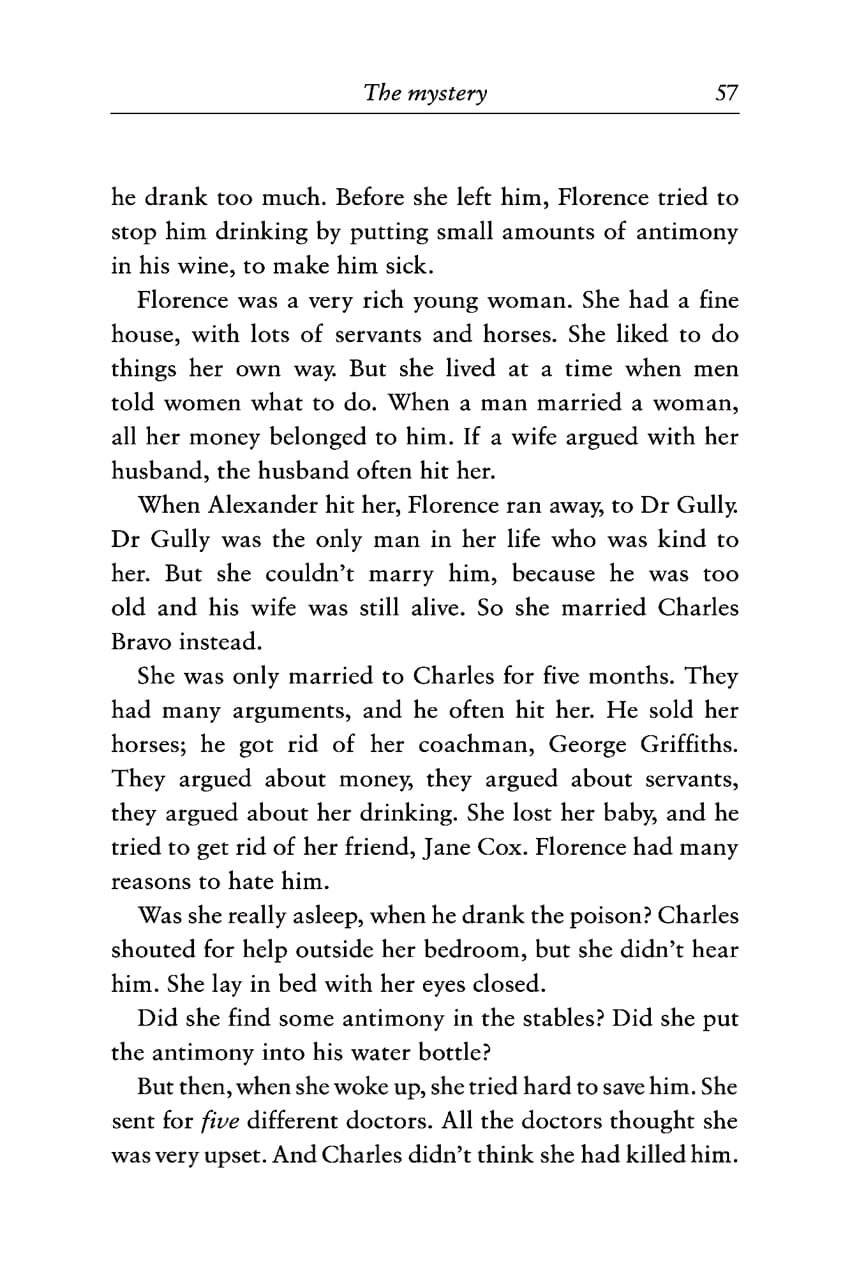 The mystery 57
he drank too much. Before she left him, Florence tried to
stop him drinking by putting small amounts of antimony
in his wine, to make him sick.
Florence was a very rich young woman. She had a fine
house, with lots of servants and horses. She liked to do
things her own way. But she lived at a time when men
told women what to do. When a man married a woman,
all her money belonged to him. If a wife argued with her
husband, the husband often hit her.
When Alexander hit her, Florence ran away, to Dr Gully.
Dr Gully was the only man in her life who was kind to
her. But she couldn’t marry him, because he was too
old and his wife was still alive. So she married Charles
Bravo instead.
She was only married to Charles for five months. They
had many arguments, and he often hit her. He sold her
horses; he got rid of her coachman, George Griffiths.
They argued about money, they argued about servants,
they argued about her drinking. She lost her baby, and he
tried to get rid of her friend, Jane Cox. Florence had many
reasons to hate him.
Was she really asleep, when he drank the poison? Charles
shouted for help outside her bedroom, but she didn’t hear
him. She lay in bed with her eyes closed.
Did she find some antimony in the stables? Did she put
the antimony into his water bottle?
But then, when she woke up, she tried hard to save him. She
sent for five different doctors. All the doctors thought she
was very upset. And Charles didn’t think she had killed him.